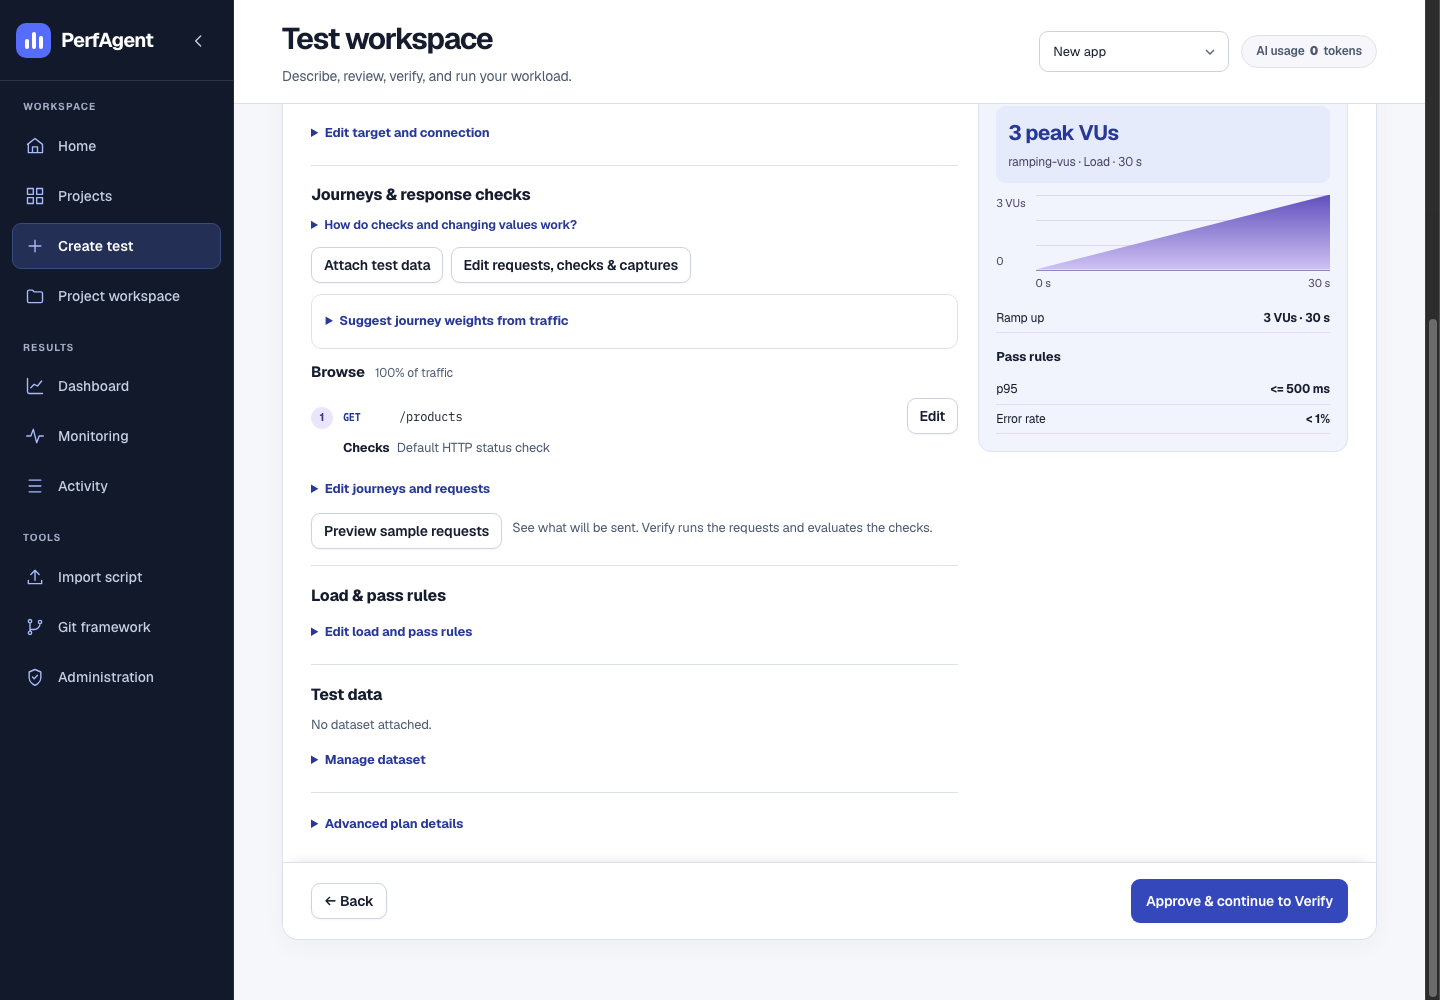 PerfAgent
WORKSPACE
Home
Projects
Create test
Project workspace
RESULTS
Dashboard
Monitoring
Activity
TOOLS
Import script
Git framework
Administration
Test workspace
Describe, review, verify, and run your workload.
New app
AI usage 0 tokens
Edit target and connection
Journeys & response checks
How do checks and changing values work?
Attach test data
Edit requests, checks & captures
Suggest journey weights from traffic
Browse 100% of traffic
1 GET /products
Edit
Checks Default HTTP status check
Edit journeys and requests
Preview sample requests
See what will be sent. Verify runs the requests and evaluates the checks.
Load & pass rules
Edit load and pass rules
Test data
No dataset attached.
Manage dataset
Advanced plan details
← Back
Approve & continue to Verify
3 peak VUs
ramping-vus · Load · 30 s
3 VUs
0
0 s
30 s
Ramp up 3 VUs · 30 s
Pass rules
p95 <= 500 ms
Error rate < 1%